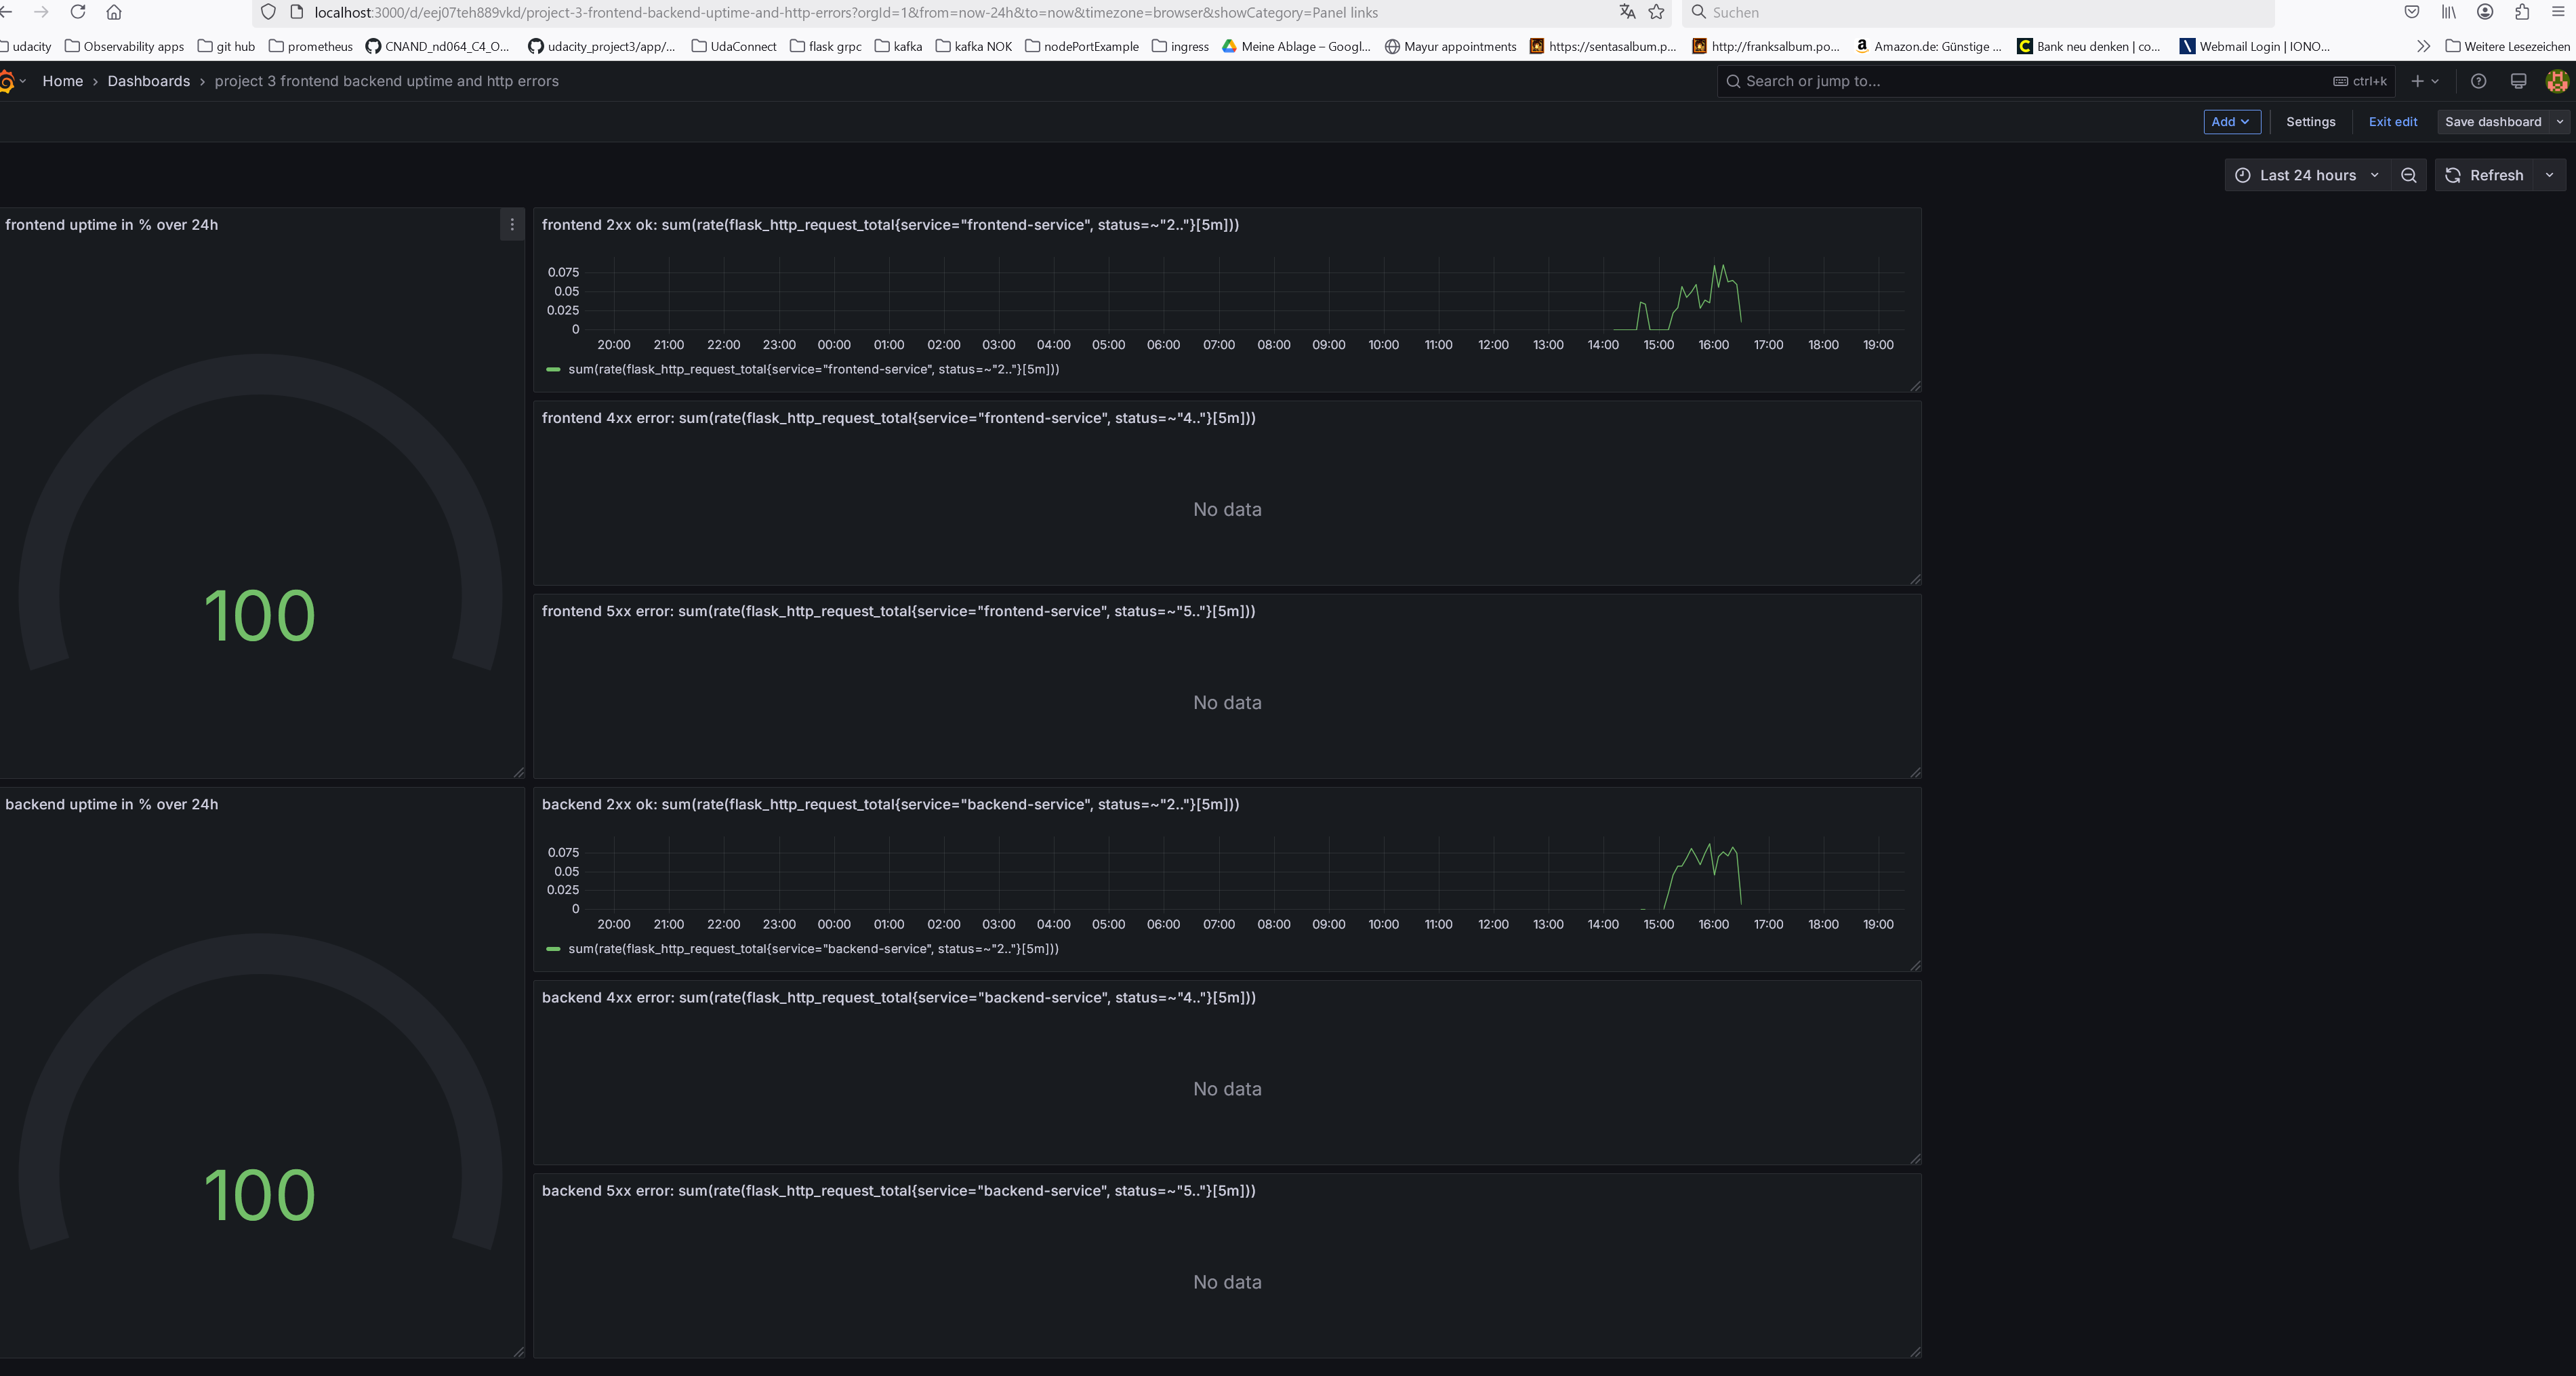 localhost:3000/d/eej07teh889vkd/project-3-frontend-backend-uptime-and-http-errors?orgId=1&from=now-24h&to=now&timezone=browser&showCategory=Panel links
Suchen
udacity Observability apps git hub prometheus CNAND_nd064_C4_O... udacity_project3/app/... UdaConnect flask grpc kafka kafka NOK nodePortExample ingress Meine Ablage – Googl... Mayur appointments https://sentasalbum.p... http://franksalbum.po... Amazon.de: Günstige ... Bank neu denken | co... Webmail Login | IONO... Weitere Lesezeichen
Home › Dashboards › project 3 frontend backend uptime and http errors
Search or jump to... ctrl+k
Add Settings Exit edit Save dashboard
Last 24 hours Refresh
frontend uptime in % over 24h
100
frontend 2xx ok: sum(rate(flask_http_request_total{service="frontend-service", status=~"2.."}[5m]))
0.075
0.05
0.025
0
20:00 21:00 22:00 23:00 00:00 01:00 02:00 03:00 04:00 05:00 06:00 07:00 08:00 09:00 10:00 11:00 12:00 13:00 14:00 15:00 16:00 17:00 18:00 19:00
sum(rate(flask_http_request_total{service="frontend-service", status=~"2.."}[5m]))
frontend 4xx error: sum(rate(flask_http_request_total{service="frontend-service", status=~"4.."}[5m]))
No data
frontend 5xx error: sum(rate(flask_http_request_total{service="frontend-service", status=~"5.."}[5m]))
No data
backend uptime in % over 24h
100
backend 2xx ok: sum(rate(flask_http_request_total{service="backend-service", status=~"2.."}[5m]))
0.075
0.05
0.025
0
20:00 21:00 22:00 23:00 00:00 01:00 02:00 03:00 04:00 05:00 06:00 07:00 08:00 09:00 10:00 11:00 12:00 13:00 14:00 15:00 16:00 17:00 18:00 19:00
sum(rate(flask_http_request_total{service="backend-service", status=~"2.."}[5m]))
backend 4xx error: sum(rate(flask_http_request_total{service="backend-service", status=~"4.."}[5m]))
No data
backend 5xx error: sum(rate(flask_http_request_total{service="backend-service", status=~"5.."}[5m]))
No data